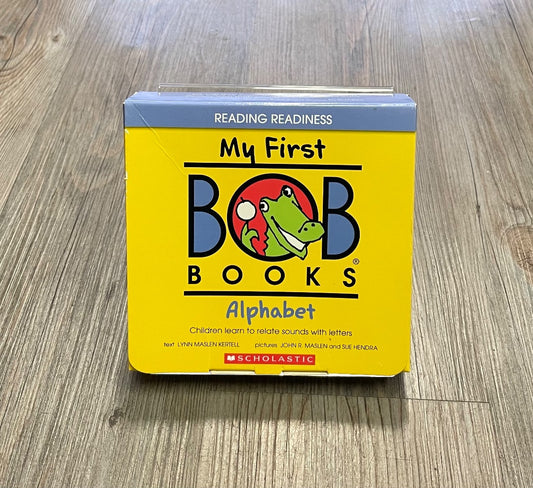 READING READINESS
My First
BOB
BOOKS®
Alphabet
Children learn to relate sounds with letters
text LYNN MASLEN KERTELL pictures JOHN R. MASLEN and SUE HENDRA
SCHOLASTIC